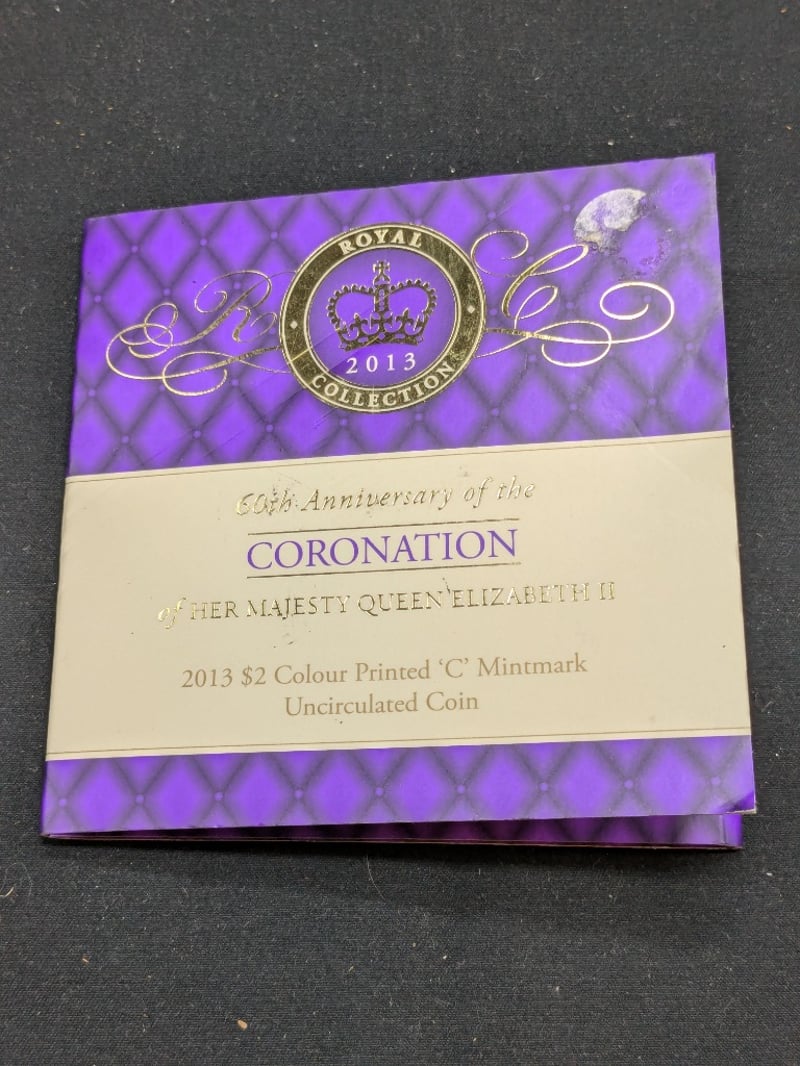 R C
ROYAL
2013
COLLECTION
60th Anniversary of the
CORONATION
of HER MAJESTY QUEEN ELIZABETH II
2013 $2 Colour Printed ‘C’ Mintmark
Uncirculated Coin